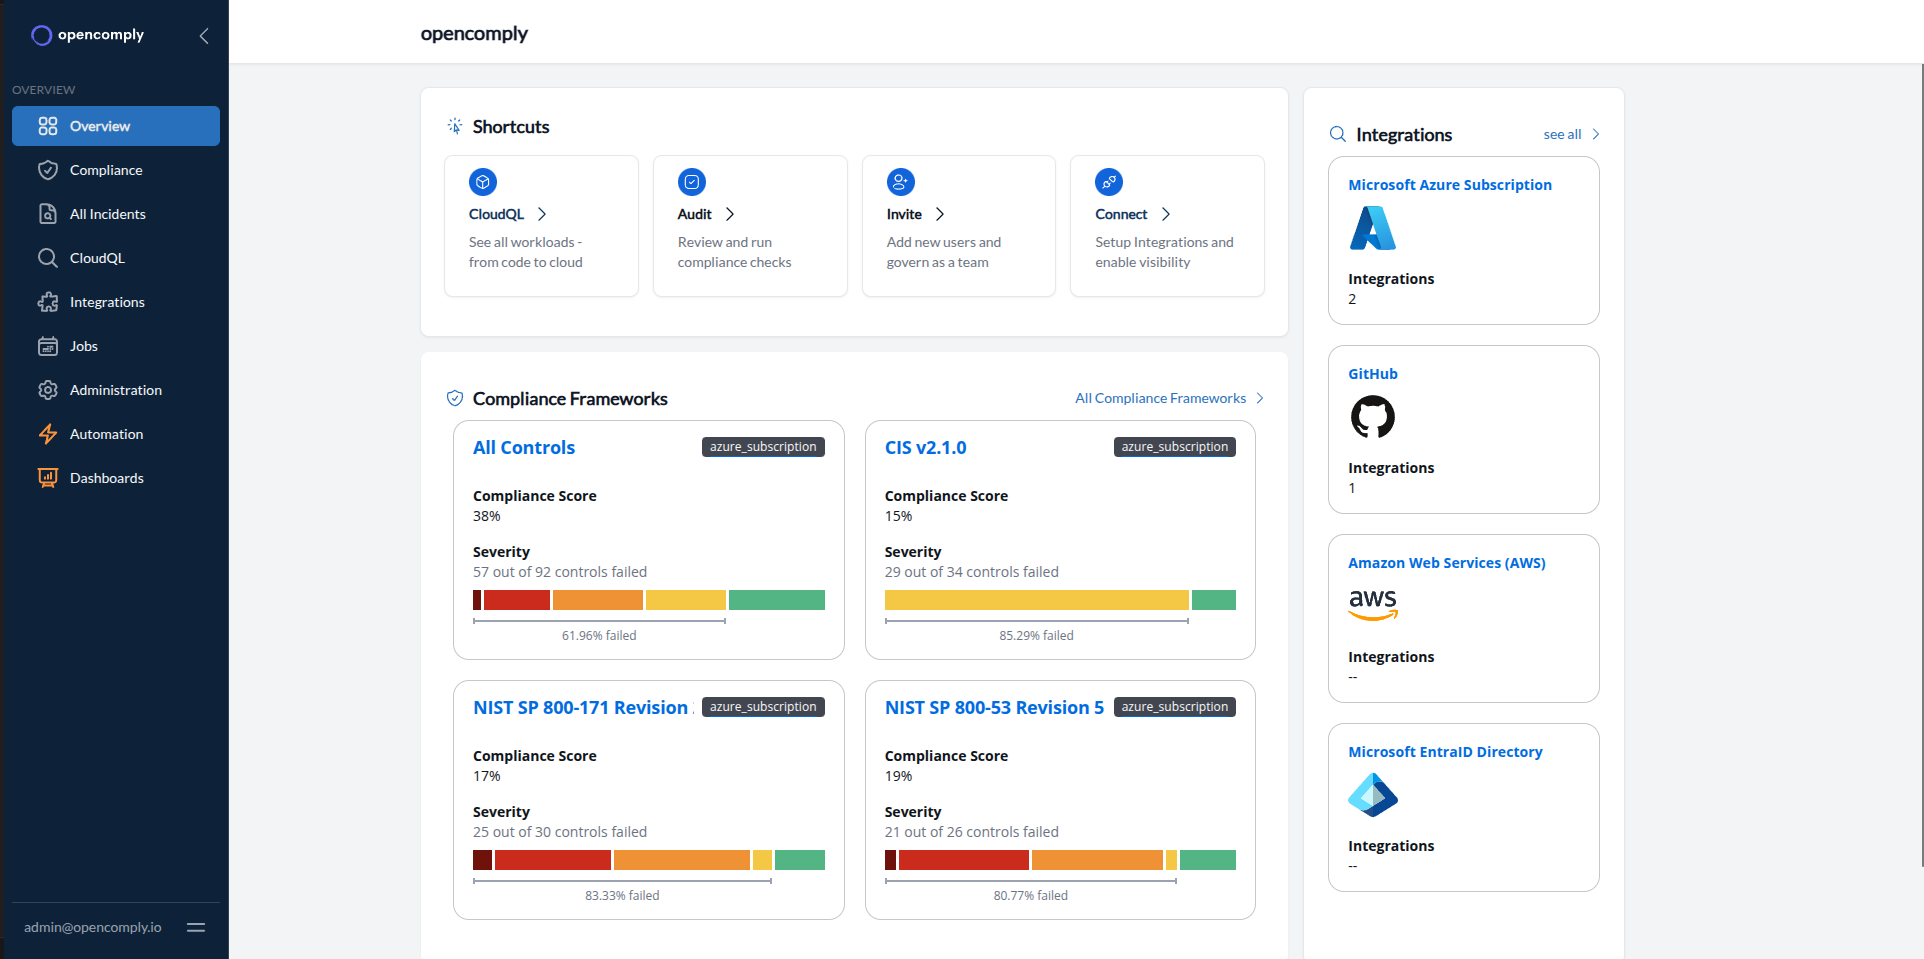 opencomply
OVERVIEW
Overview
Compliance
All Incidents
CloudQL
Integrations
Jobs
Administration
Automation
Dashboards
admin@opencomply.io
opencomply
Shortcuts
CloudQL
See all workloads -
from code to cloud
Audit
Review and run
compliance checks
Invite
Add new users and
govern as a team
Connect
Setup Integrations and
enable visibility
Compliance Frameworks
All Compliance Frameworks
All Controls
azure_subscription
Compliance Score
38%
Severity
57 out of 92 controls failed
61.96% failed
CIS v2.1.0
azure_subscription
Compliance Score
15%
Severity
29 out of 34 controls failed
85.29% failed
NIST SP 800-171 Revision
azure_subscription
Compliance Score
17%
Severity
25 out of 30 controls failed
83.33% failed
NIST SP 800-53 Revision 5
azure_subscription
Compliance Score
19%
Severity
21 out of 26 controls failed
80.77% failed
Integrations
see all
Microsoft Azure Subscription
Integrations
2
GitHub
Integrations
1
Amazon Web Services (AWS)
aws
Integrations
--
Microsoft EntraID Directory
Integrations
--